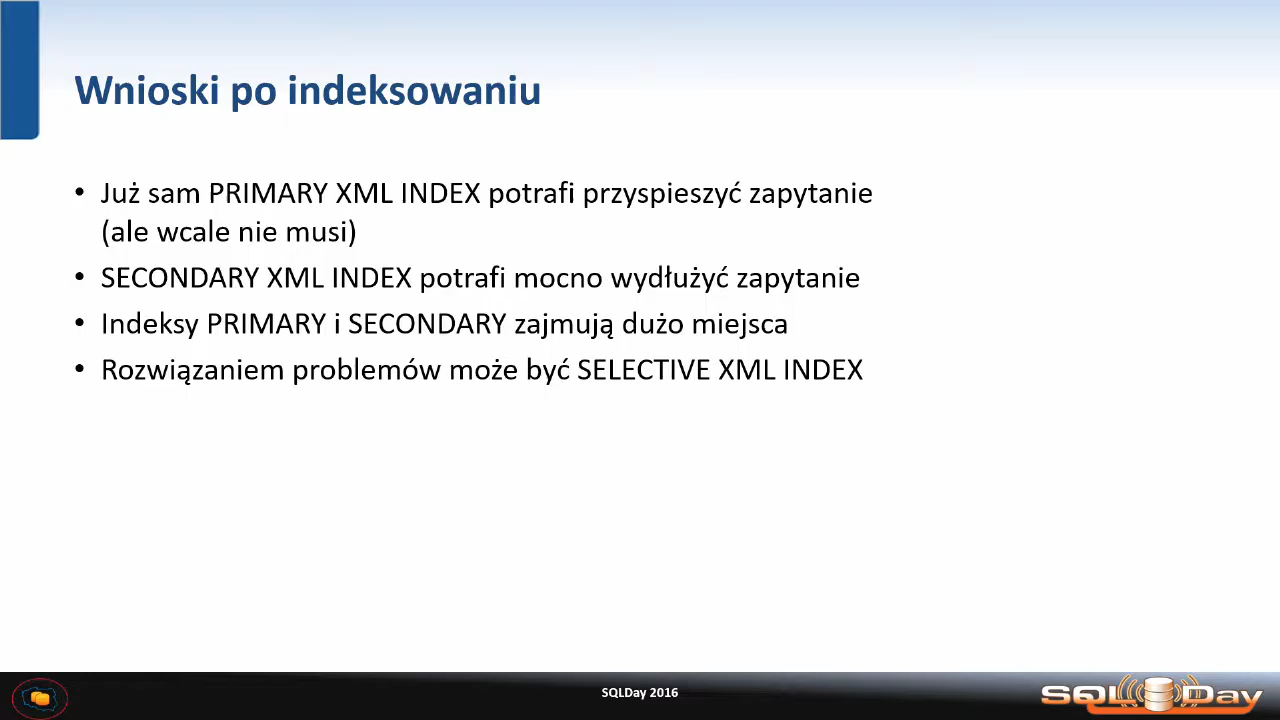 Wnioski po indeksowaniu
• Już sam PRIMARY XML INDEX potrafi przyspieszyć zapytanie
(ale wcale nie musi)
• SECONDARY XML INDEX potrafi mocno wydłużyć zapytanie
• Indeksy PRIMARY i SECONDARY zajmują dużo miejsca
• Rozwiązaniem problemów może być SELECTIVE XML INDEX
SQLDay 2016
SQLDay